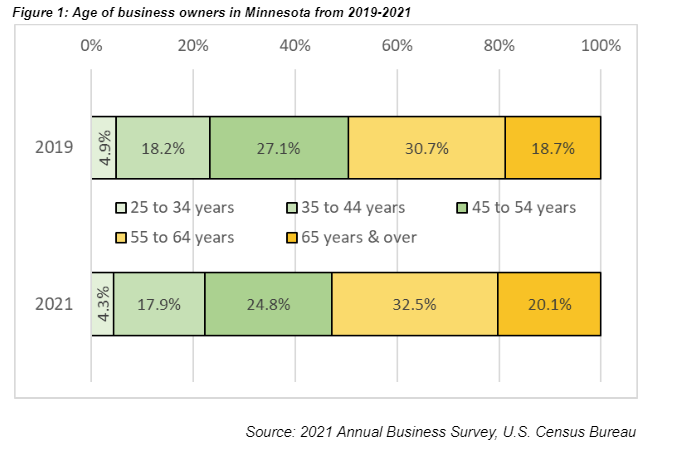 Figure 1: Age of business owners in Minnesota from 2019-2021
0% 20% 40% 60% 80% 100%
2019 4.9% 18.2% 27.1% 30.7% 18.7%
25 to 34 years 35 to 44 years 45 to 54 years
55 to 64 years 65 years & over
2021 4.3% 17.9% 24.8% 32.5% 20.1%
Source: 2021 Annual Business Survey, U.S. Census Bureau